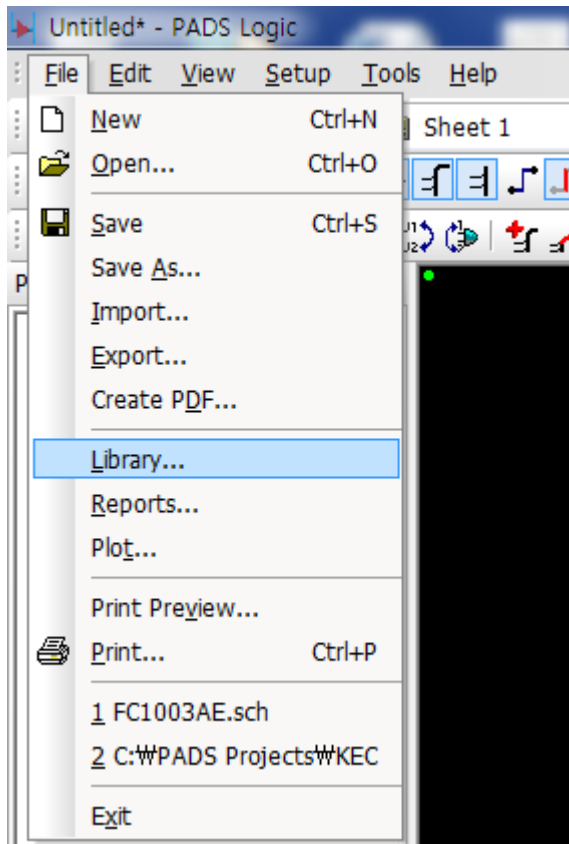 Untitled* - PADS Logic
File Edit View Setup Tools Help
New Ctrl+N
Sheet 1
Open... Ctrl+O
Save Ctrl+S
Save As...
P
Import...
Export...
Create PDF...
Library...
Reports...
Plot...
Print Preview...
Print... Ctrl+P
1 FC1003AE.sch
2 C:₩PADS Projects₩KEC
Exit